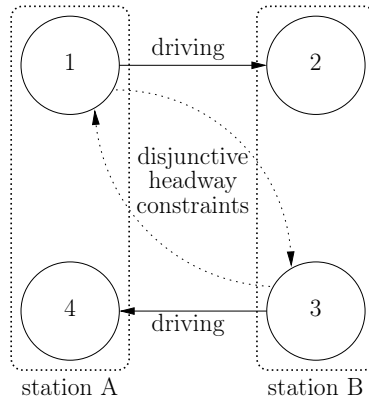 driving
1
2
disjunctive
headway
constraints
4
3
driving
station A
station B